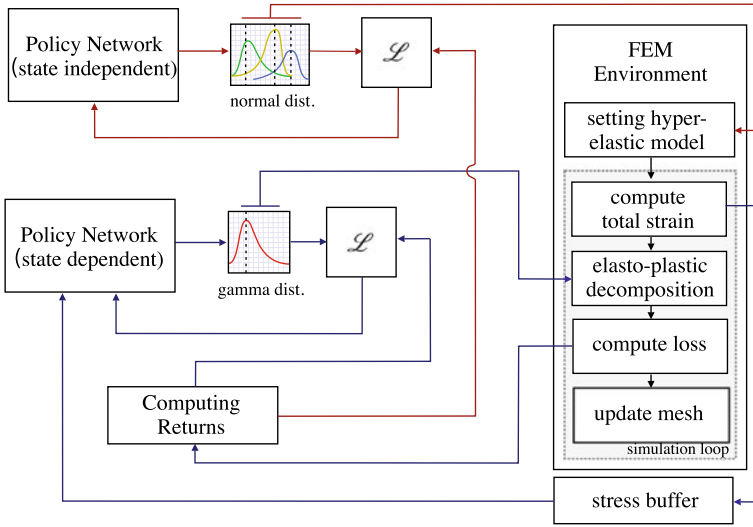 Policy Network
(state independent)
normal dist.
ℒ
FEM
Environment
setting hyper-
elastic model
compute
total strain
elasto-plastic
decomposition
compute loss
update mesh
simulation loop
Policy Network
(state dependent)
gamma dist.
ℒ
Computing
Returns
stress buffer